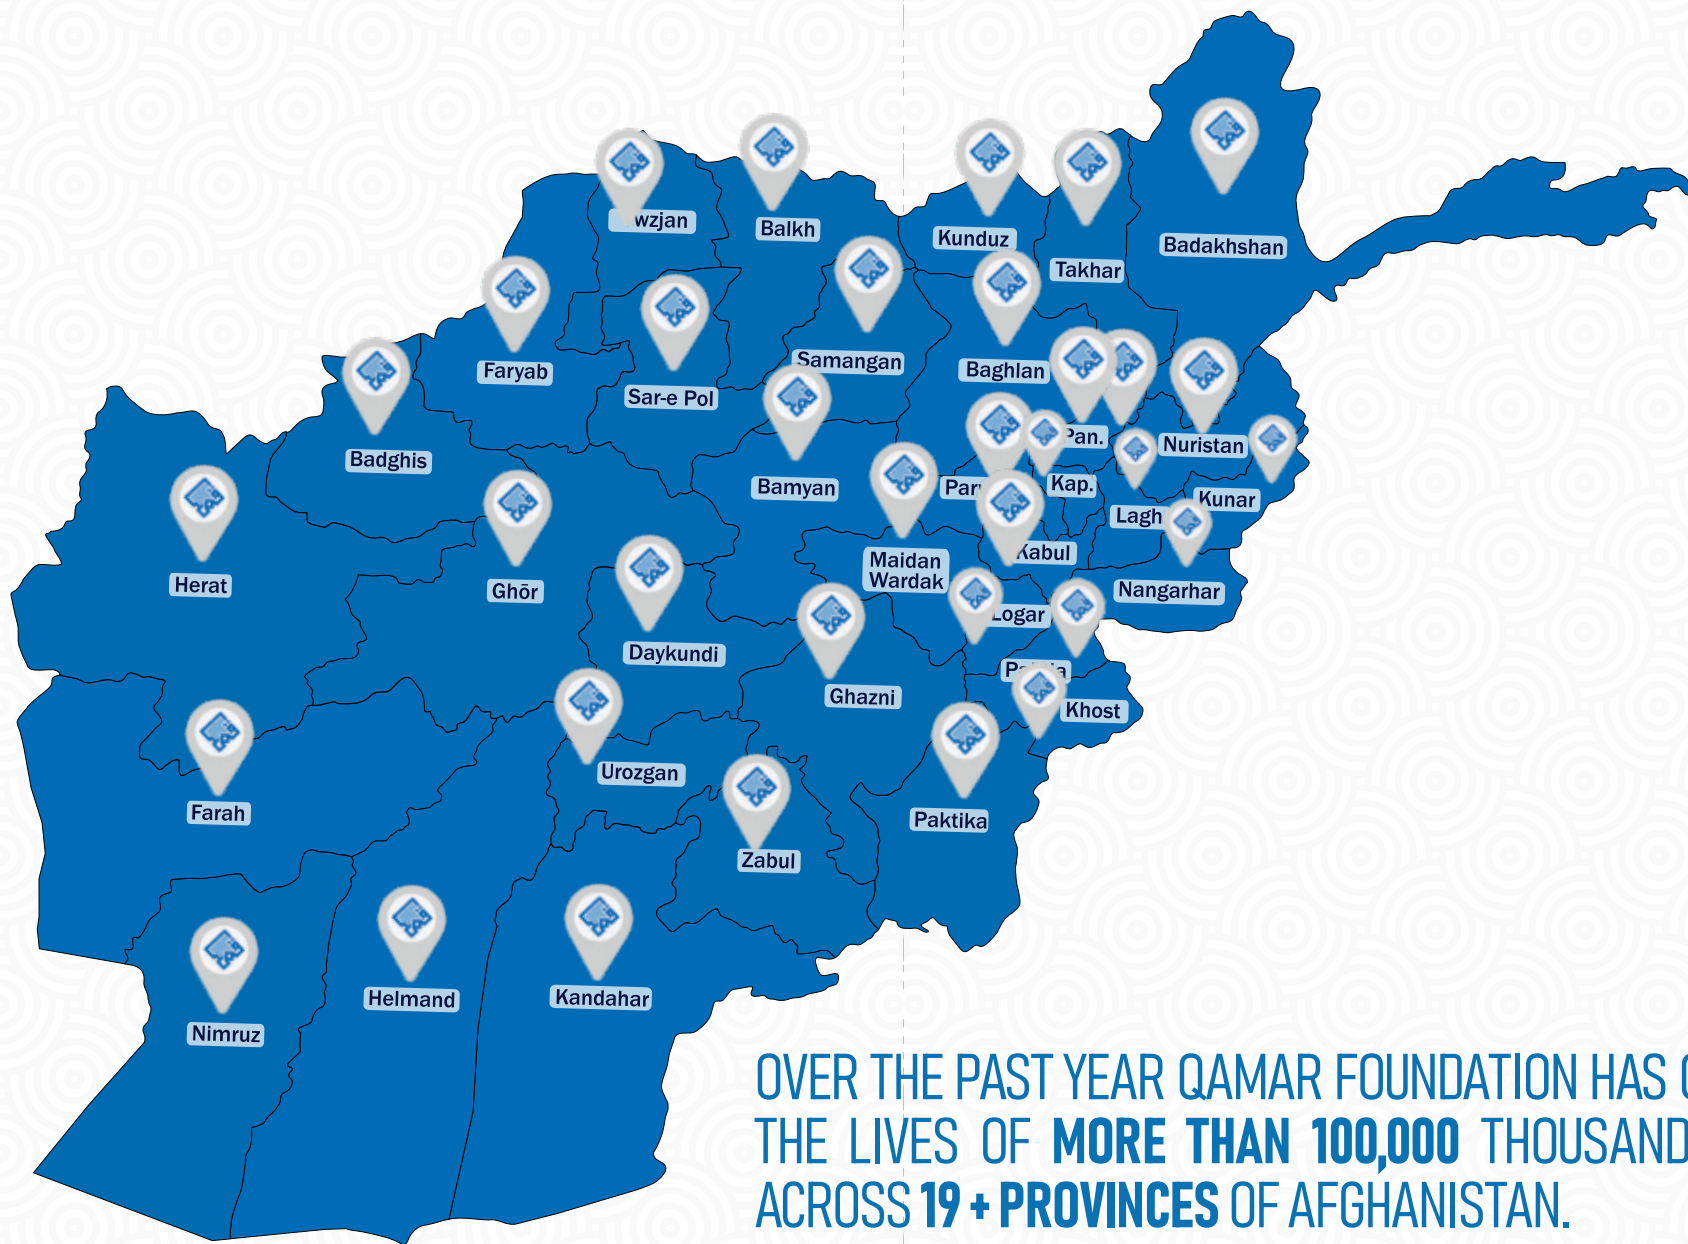 wzjan
Balkh
Kunduz
Takhar
Badakhshan
Faryab
Sar-e Pol
Samangan
Baghlan
Badghis
Bamyan
Pan.
Nuristan
Par
Kap.
Kunar
Lagh
Herat
Ghōr
Maidan
Wardak
Kabul
Nangarhar
Logar
Daykundi
Ghazni
Khost
Urozgan
Farah
Zabul
Paktika
Nimruz
Helmand
Kandahar
OVER THE PAST YEAR QAMAR FOUNDATION HAS
THE LIVES OF MORE THAN 100,000 THOUSAND
ACROSS 19 + PROVINCES OF AFGHANISTAN.